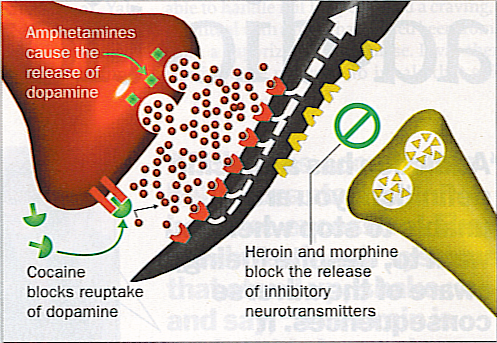 Amphetamines
cause the
release of
dopamine
Cocaine
blocks reuptake
of dopamine
Heroin and morphine
block the release
of inhibitory
neurotransmitters